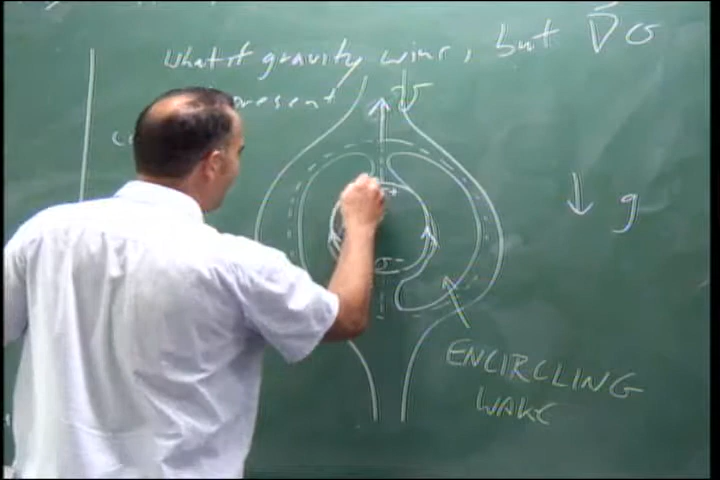 What if gravity wins, but ∇σ
present
v
σ-
g
ENCIRCLING
WAKE